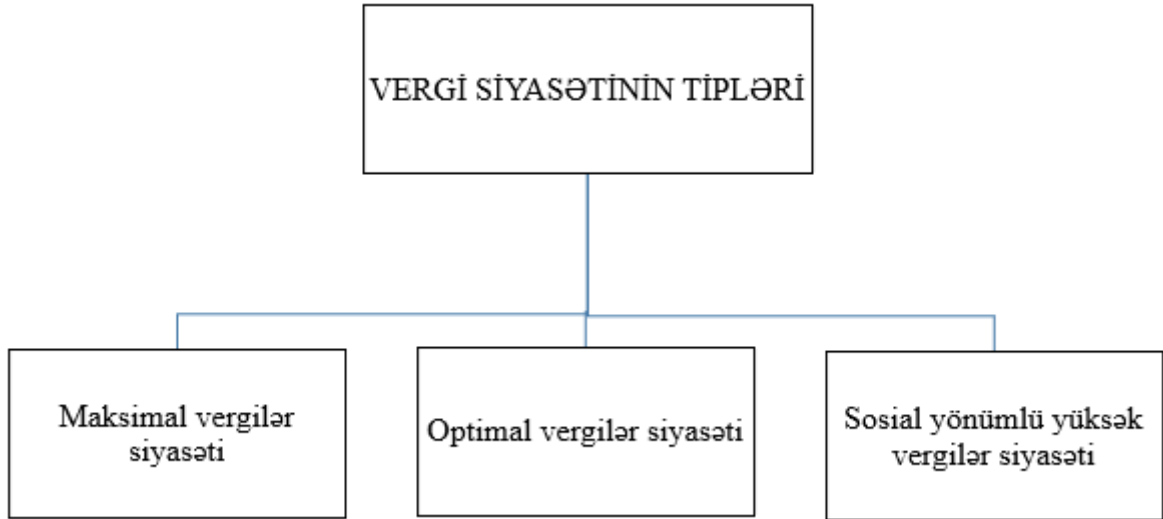 VERGİ SİYASƏTİNİN TİPLƏRİ
Maksimal vergilər
siyasəti
Optimal vergilər siyasəti
Sosial yönümlü yüksək
vergilər siyasəti